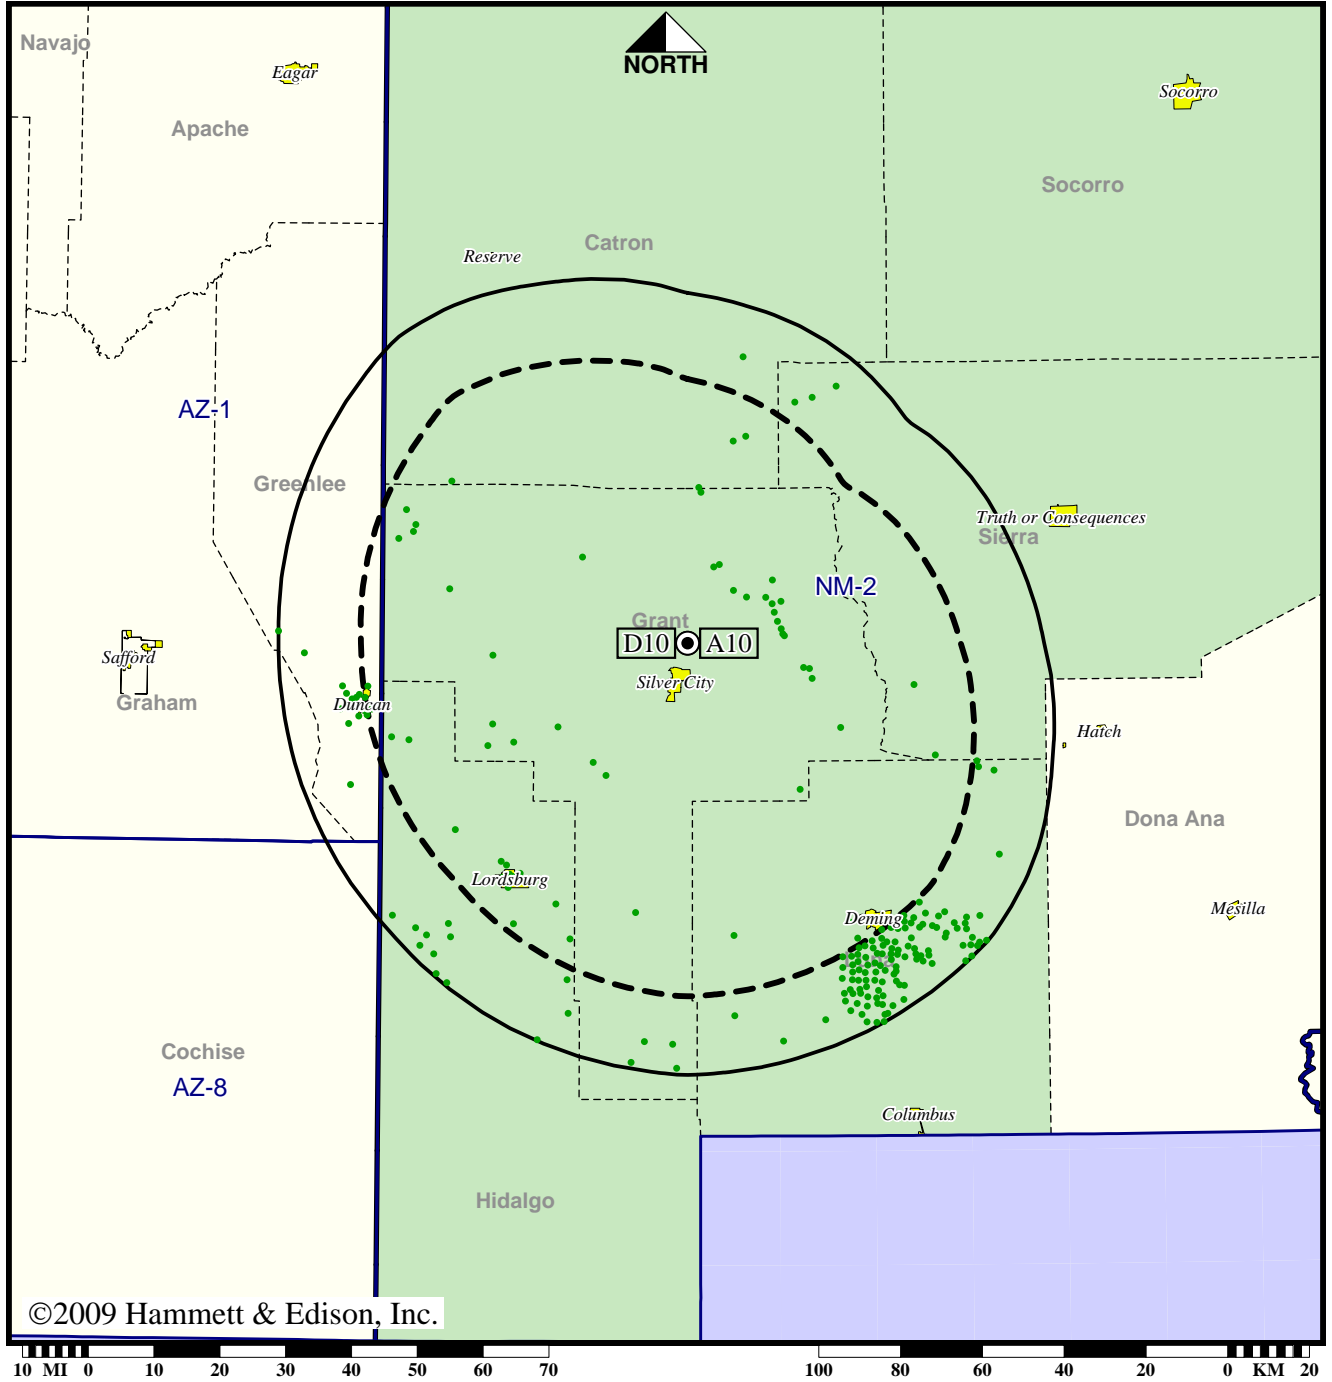 Navajo
NORTH
Eagar
Socorro
Apache
Socorro
Catron
Reserve
AZ-1
Greenlee
Truth or Consequences
Sierra
NM-2
Grant
D10 A10
Safford
Silver City
Graham
Duncan
Hatch
Dona Ana
Lordsburg
Mesilla
Deming
Cochise
AZ-8
Columbus
Hidalgo
©2009 Hammett & Edison, Inc.
10 MI 0 10 20 30 40 50 60 70 100 80 60 40 20 0 KM 20